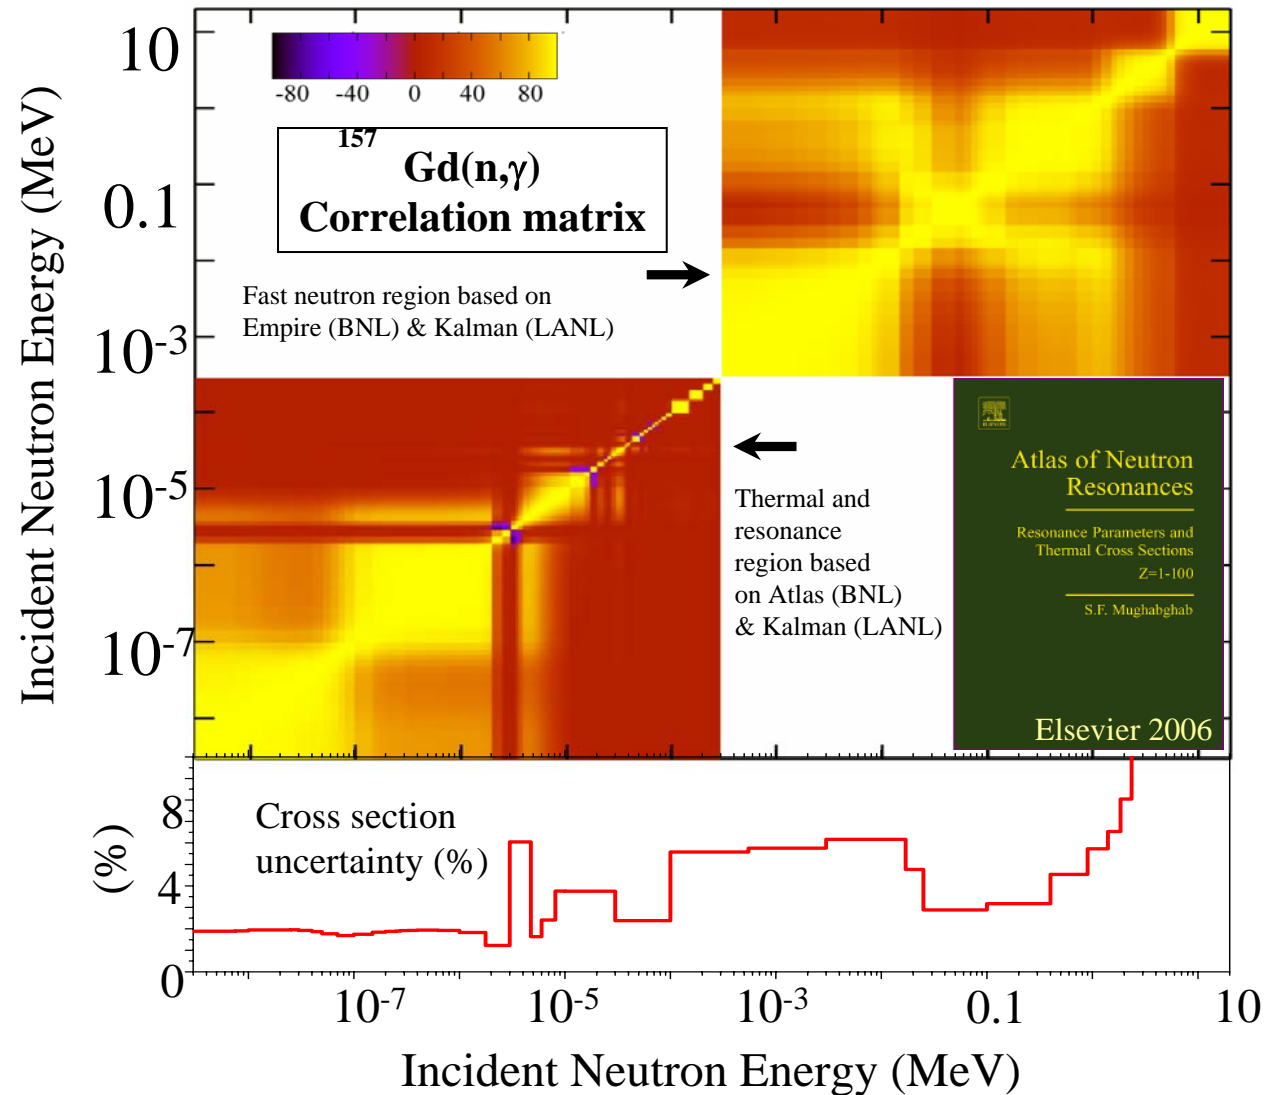 10
0.1
10-3
10-5
10-7
Incident Neutron Energy (MeV)
-80 -40 0 40 80
157
Gd(n,γ)
Correlation matrix
Fast neutron region based on
Empire (BNL) & Kalman (LANL)
Thermal and
resonance
region based
on Atlas (BNL)
& Kalman (LANL)
ELSEVIER
Atlas of Neutron
Resonances
Resonance Parameters and
Thermal Cross Sections
Z=1-100
S.F. Mughabghab
Elsevier 2006
8
4
0
(%)
Cross section
uncertainty (%)
10-7 10-5 10-3 0.1 10
Incident Neutron Energy (MeV)